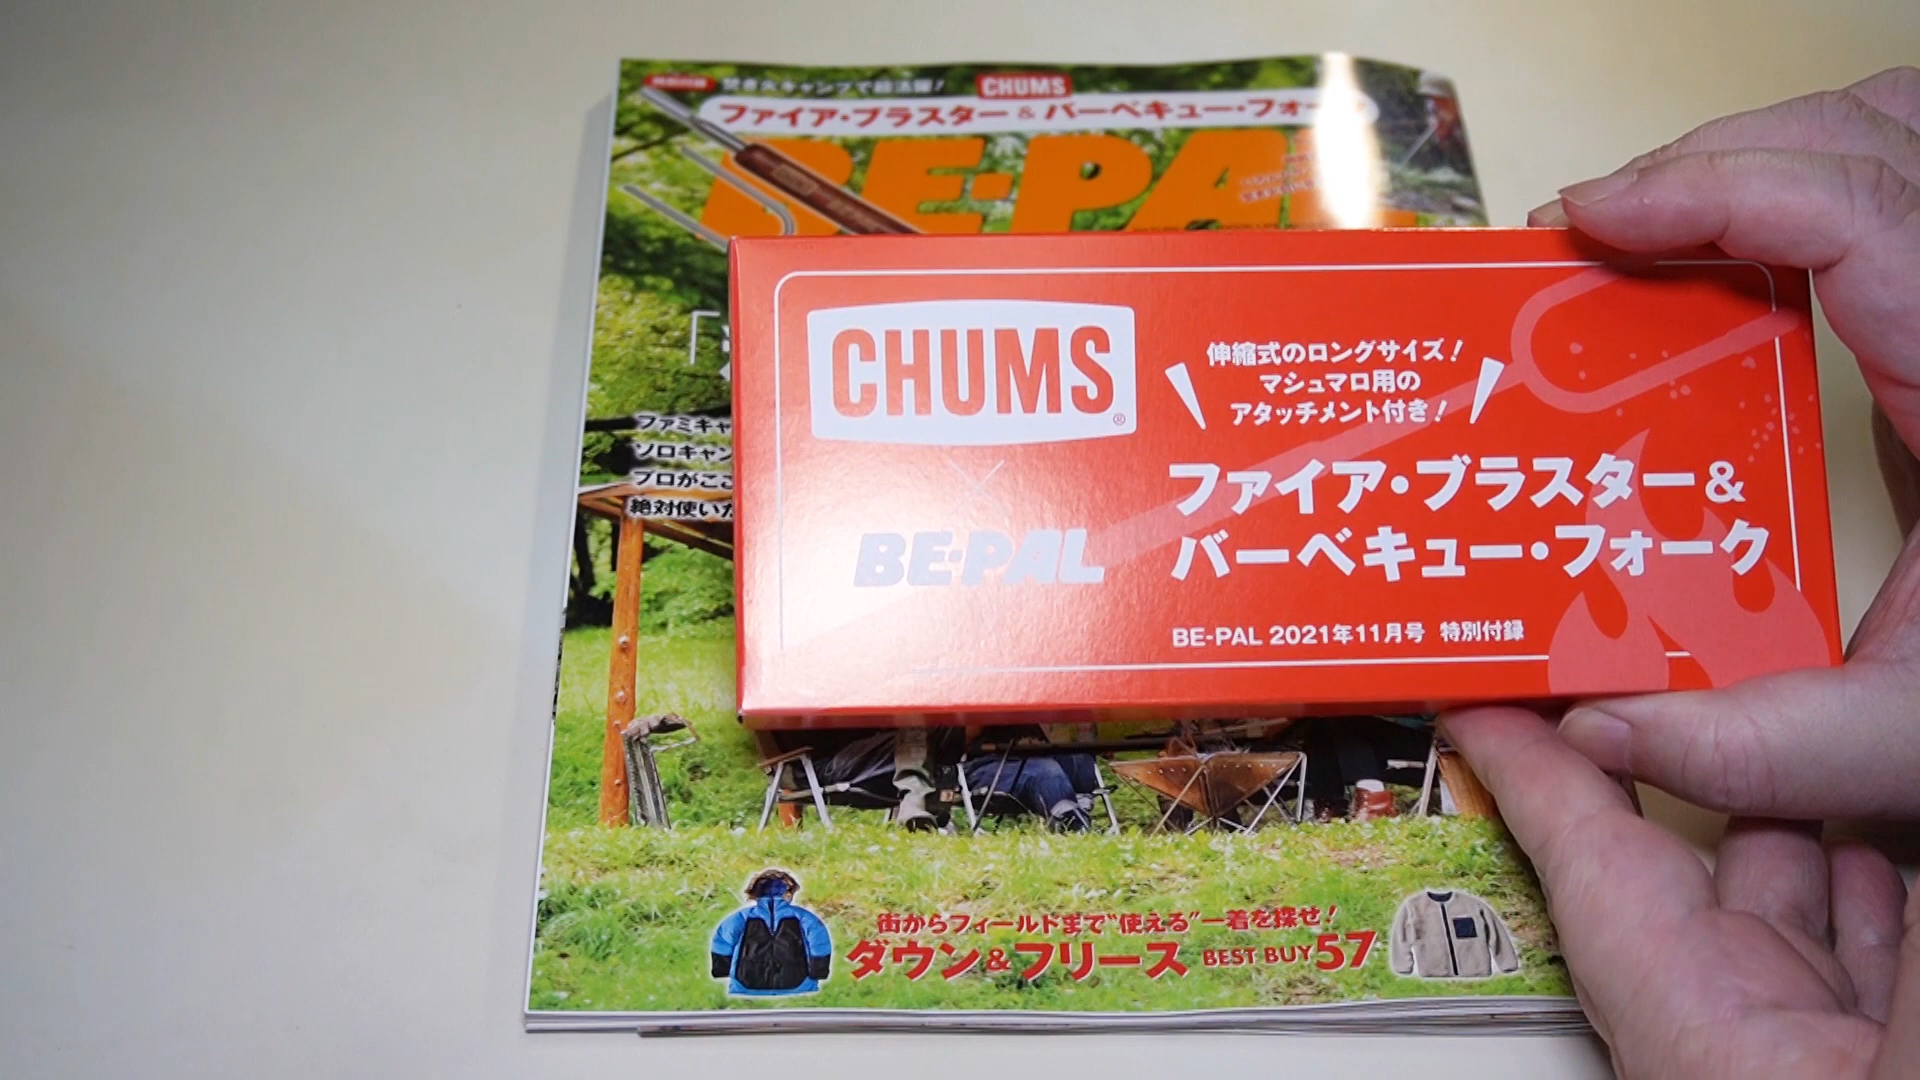 特別付録 焚き火キャンプで超活躍！ CHUMS
ファイア・ブラスター & バーベキュー・フォー
BE-PAL
ファミキャ
ソロキャン
プロがここ
絶対使いた
CHUMS®
×
BE-PAL
伸縮式のロングサイズ！
マシュマロ用の
アタッチメント付き！
ファイア・ブラスター&
バーベキュー・フォーク
BE-PAL 2021年11月号 特別付録
街からフィールドまで“使える”一着を探せ！
ダウン&フリース BEST BUY 57